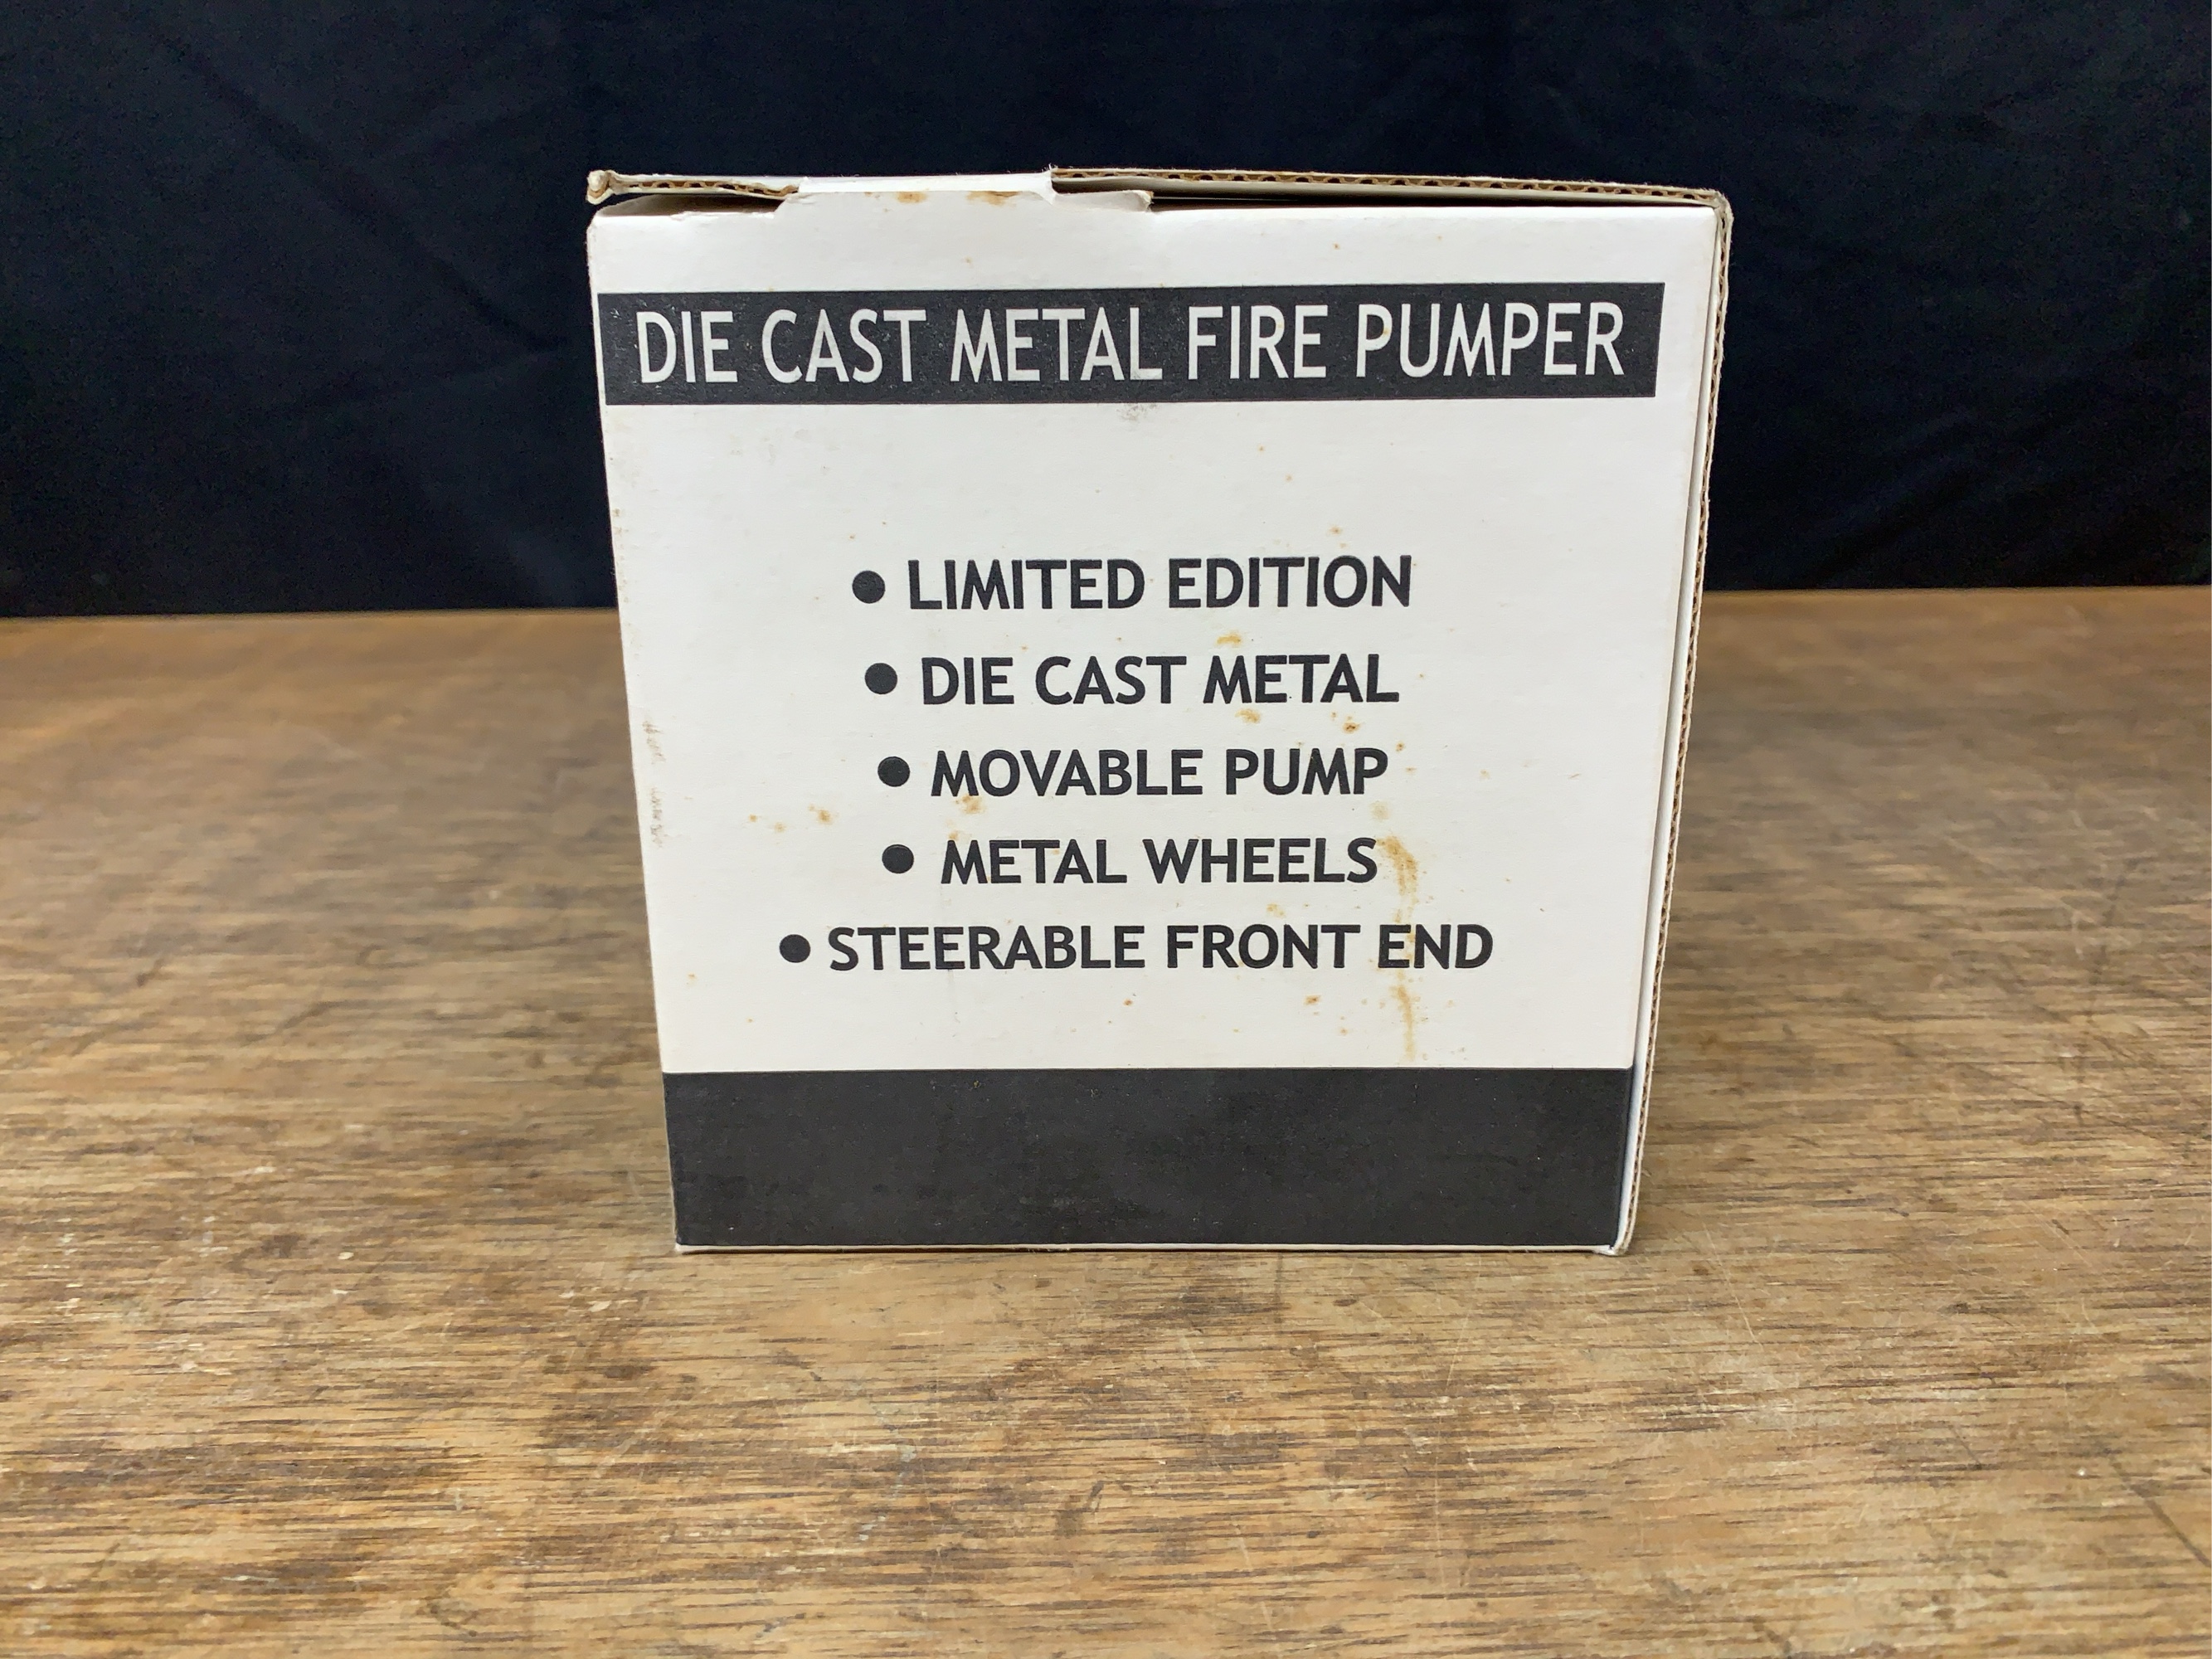 DIE CAST METAL FIRE PUMPER
• LIMITED EDITION
• DIE CAST METAL
• MOVABLE PUMP
• METAL WHEELS
• STEERABLE FRONT END